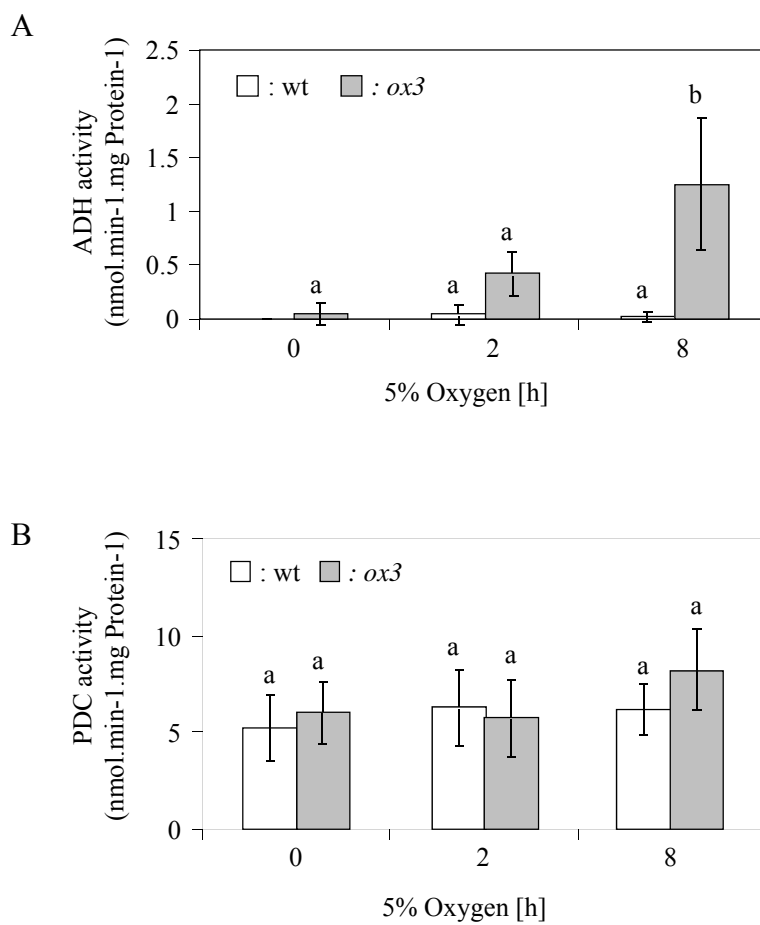 A
2.5
2
1.5
1
0.5
0
ADH activity
(nmol.min-1.mg Protein-1)
: wt : ox3
a
a
a
a
b
0 2 8
5% Oxygen [h]
B
15
10
5
0
PDC activity
(nmol.min-1.mg Protein-1)
: wt : ox3
a a
a a
a a
0 2 8
5% Oxygen [h]